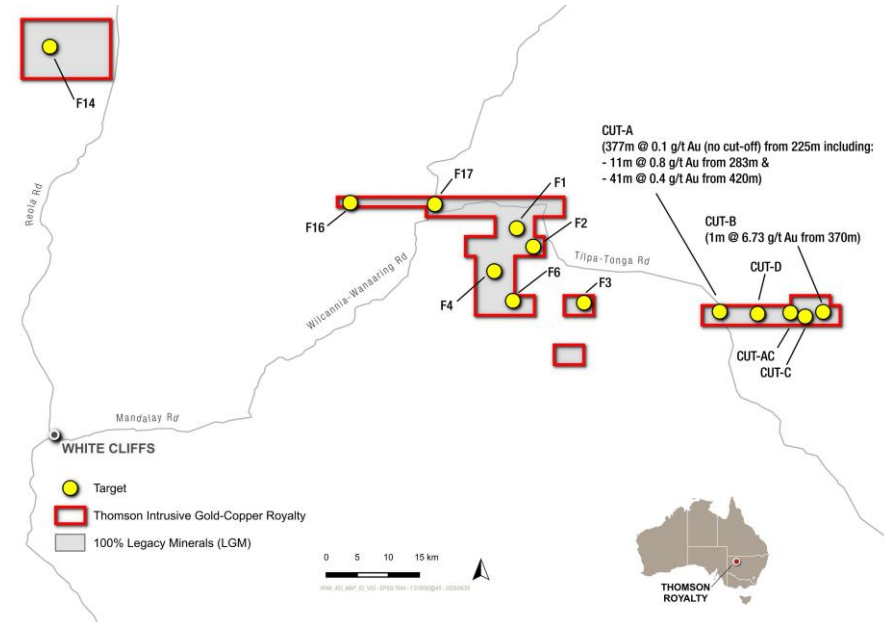 F14
Reola Rd
CUT-A
(377m @ 0.1 g/t Au (no cut-off) from 225m including:
- 11m @ 0.8 g/t Au from 283m &
- 41m @ 0.4 g/t Au from 420m)
F17
F1
F16
F2
CUT-B
(1m @ 6.73 g/t Au from 370m)
Tilpa-Tonga Rd
CUT-D
Wilcannia-Wanaaring Rd
F4
F6
F3
CUT-AC
CUT-C
Mandalay Rd
WHITE CLIFFS
Target
Thomson Intrusive Gold-Copper Royalty
100% Legacy Minerals (LGM)
0 5 10 15 km
THOMSON
ROYALTY